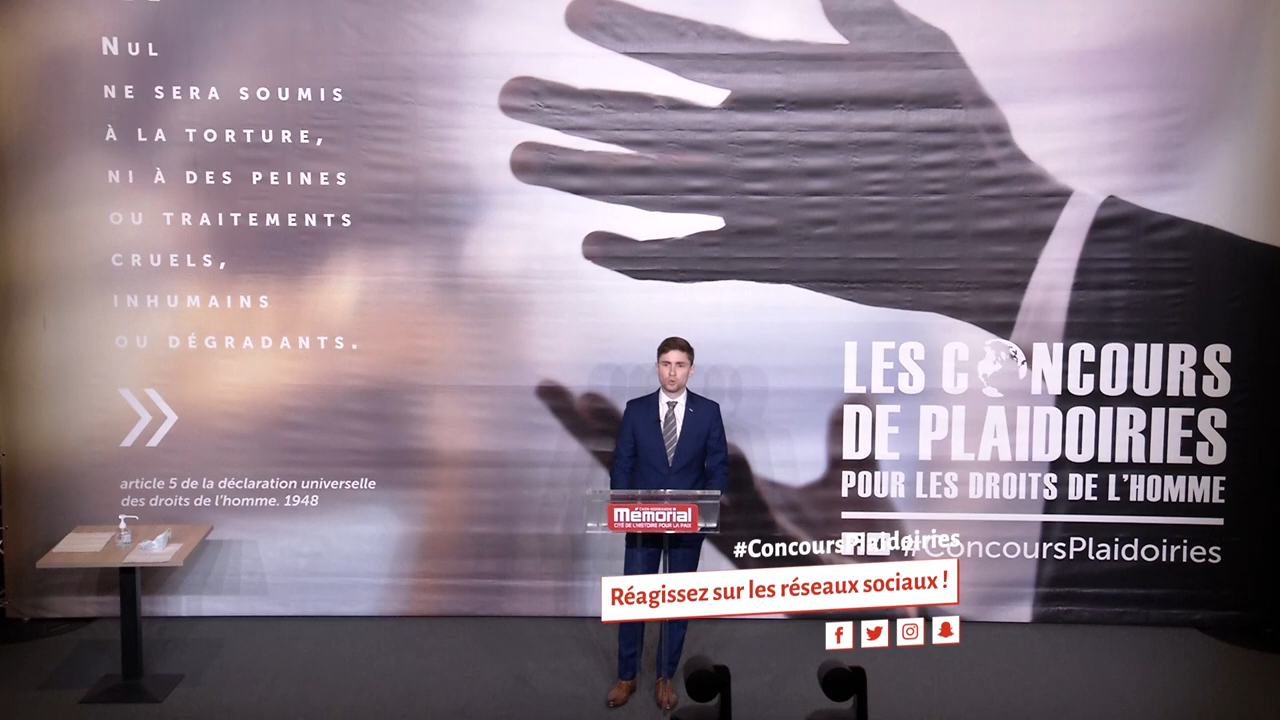 NUL
NE SERA SOUMIS
À LA TORTURE,
NI À DES PEINES
OU TRAITEMENTS
CRUELS,
INHUMAINS
OU DÉGRADANTS.
article 5 de la déclaration universelle
des droits de l'homme. 1948
LES CONCOURS
DE PLAIDOIRIES
POUR LES DROITS DE L'HOMME
#ConcoursPlaidoiries
Mémorial
CITÉ DE L'HISTOIRE POUR LA PAIX
#ConcoursPlaidoiries
Réagissez sur les réseaux sociaux !